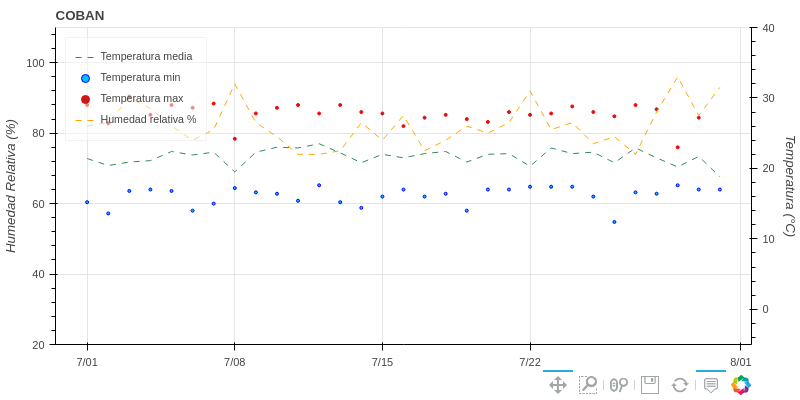 COBAN
Temperatura media
Temperatura min
Temperatura max
Humedad relativa %
Humedad Relativa (%)
100
80
60
40
20
Temperatura (°C)
40
30
20
10
0
7/01
7/08
7/15
7/22
8/01